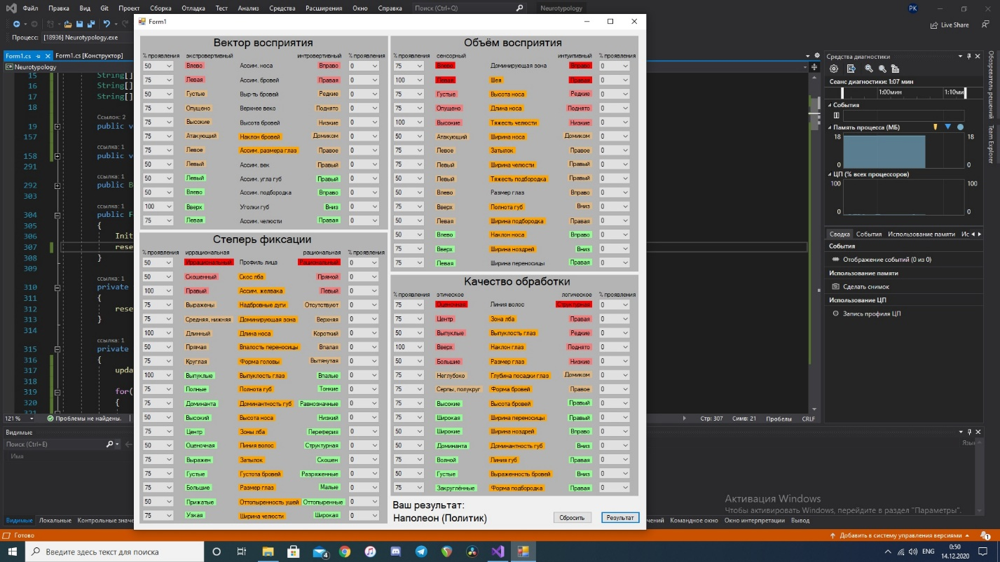 Файл Правка Вид Git Проект Сборка Отладка Тест Анализ Средства Расширения Окно Справка Поиск (Ctrl+Q) Neurotypology PK
Live Share
Процесс: [18936] Neurotypology.exe
Form1.cs Form1.cs [Конструктор]
Neurotypology
15 String[]
16 String[]
17 String[]
18
Ссылок: 2
19 public v
157
ссылка: 1
158 public v
291
ссылка: 1
292 public B
303
ссылка: 1
304 public F
305 {
306 Init
307 rese
308 }
309
ссылка: 1
310 private
311 {
312 rese
313 }
314
ссылка: 1
315 private
316 {
317 upda
318
319 for(
320 {
121 % Проблемы не найдены. Стр: 307 Симв: 21 Пробелы CRLF
Form1
Вектор восприятия
% проявления экстровертивный интровертивный % проявления
50 Влево Ассим. носа Вправо 0
75 Левая Ассим. бровей Правая 0
50 Густые Выр-ть бровей Редкие 0
75 Опущено Верхнее веко Поднято 0
75 Высокие Высота бровей Низкие 0
75 Атакующий Наклон бровей Домиком 0
75 Левое Ассим. размера глаз Правое 0
50 Левый Ассим. век Правый 0
50 Левый Ассим. угла губ Правый 0
50 Влево Ассим. подбородка Вправо 0
100 Вверх Уголки губ Вниз 0
75 Левая Ассим. челюсти Правая 0
Степерь фиксации
% проявления иррациональная рациональная % проявления
50 Иррациональный Профиль лица Рациональный 0
50 Скошенный Скос лба Прямой 0
100 Правый Ассим. желвака Левый 0
75 Выражены Надбровные дуги Отсутствуют 0
75 Средняя, нижняя Доминирующая зона Верхняя 0
100 Длинный Длина носа Короткий 0
50 Прямая Впалость переносицы Впалая 0
75 Круглая Форма головы Вытянутая 0
100 Выпуклые Выпуклость глаз Впалые 0
75 Полные Полнота губ Тонкие 0
75 Доминанта Доминантность губ Равнозначные 0
50 Высокий Высота носа Низкий 0
75 Центр Зоны лба Переферия 0
50 Оценочная Линия волос Структурная 0
75 Выражен Затылок Скошен 0
75 Густые Густота бровей Разряженные 0
75 Большие Размер глаз Малые 0
50 Прижатые Оттопыренность ушей Оттопыренные 0
75 Узкая Ширина челюсти Широкая 0
Объём восприятия
% проявления сенсорный интуитивный % проявления
75 Влево Доминирующая зона Вправо 0
100 Левая Шея Правая 0
75 Густые Высота носа Редкие 0
75 Опущено Длина носа Поднято 0
100 Высокие Тяжесть челюсти Низкие 0
50 Атакующий Ширина носа Домиком 0
75 Левое Затылок Правое 0
75 Левый Ширина челюсти Правый 0
50 Левый Тяжесть подбородка Правый 0
50 Влево Размер глаз Вправо 0
75 Вверх Полнота губ Вниз 0
50 Левая Ширина подбородка Правая 0
50 Влево Наклон носа Вправо 0
75 Вверх Ширина ноздрей Вниз 0
75 Левая Ширина переносицы Правая 0
Качество обработки
% проявления этическое логическое % проявления
75 Оценочная Линия волос Структурная 0
75 Центр Зона лба Правая 0
50 Выпуклые Выпуклость глаз Редкие 0
100 Вверх Наклон глаз Поднято 0
50 Большие Размер глаз Низкие 0
75 Неглубоко Глубина посадки глаз Домиком 0
75 Серпы, полукруг Форма бровей Правое 0
75 Высокие Высота бровей Правый 0
75 Широкая Ширина переносицы Правый 0
50 Широкие Ширина ноздрей Вправо 0
50 Доминанта Доминантность губ Вниз 0
75 Волной Линия губ Правая 0
50 Густые Выраженность бровей Вниз 0
75 Закруглённые Форма подбородка Правая 0
Ваш результат:
Наполеон (Политик)
Сбросить Результат
Средства диагностики
Сеанс диагностики: 1:07 мин
1:00мин 1:10ми
События
Память процесса (МБ)
18 18
0 0
ЦП (% всех процессоров)
100 100
0 0
Сводка События Использование памяти Ис
События
Отображение событий (0 из 0)
Использование памяти
Сделать снимок
Использование ЦП
Запись профиля ЦП
Обозреватель решений
Team Explorer
Видимые
Поиск (Ctrl+E)
Имя
Язы
Видимые Локальные Контрольные значе
чений Командное окно Окно интерпретации Вывод
Активация Windows
Чтобы активировать Windows, перейдите в раздел "Параметры".
Готово Добавить в систему управления версиями 1
Введите здесь текст для поиска 4 ENG 0:50
14.12.2020